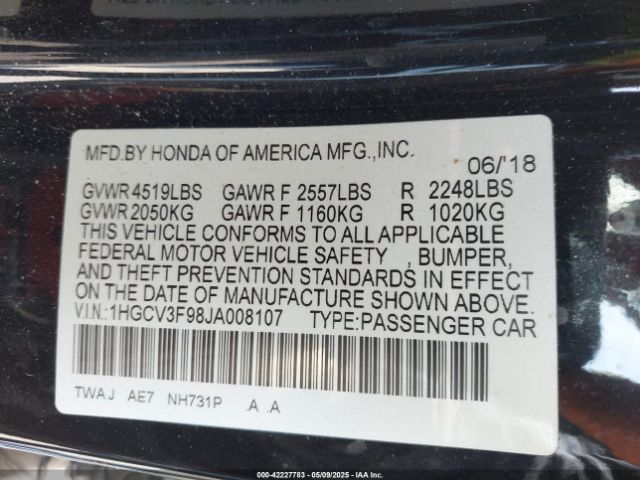 MFD.BY HONDA OF AMERICA MFG.,INC.
06/'18
GVWR 4519LBS GAWR F 2557LBS R 2248LBS
GVWR 2050KG GAWR F 1160KG R 1020KG
THIS VEHICLE CONFORMS TO ALL APPLICABLE
FEDERAL MOTOR VEHICLE SAFETY , BUMPER,
AND THEFT PREVENTION STANDARDS IN EFFECT
ON THE DATE OF MANUFACTURE SHOWN ABOVE.
V.I.N.:1HGCV3F98JA008107 TYPE:PASSENGER CAR
TWAJ AE7 NH731P .A .A
000-42227783 - 05/09/2025 - IAA Inc.